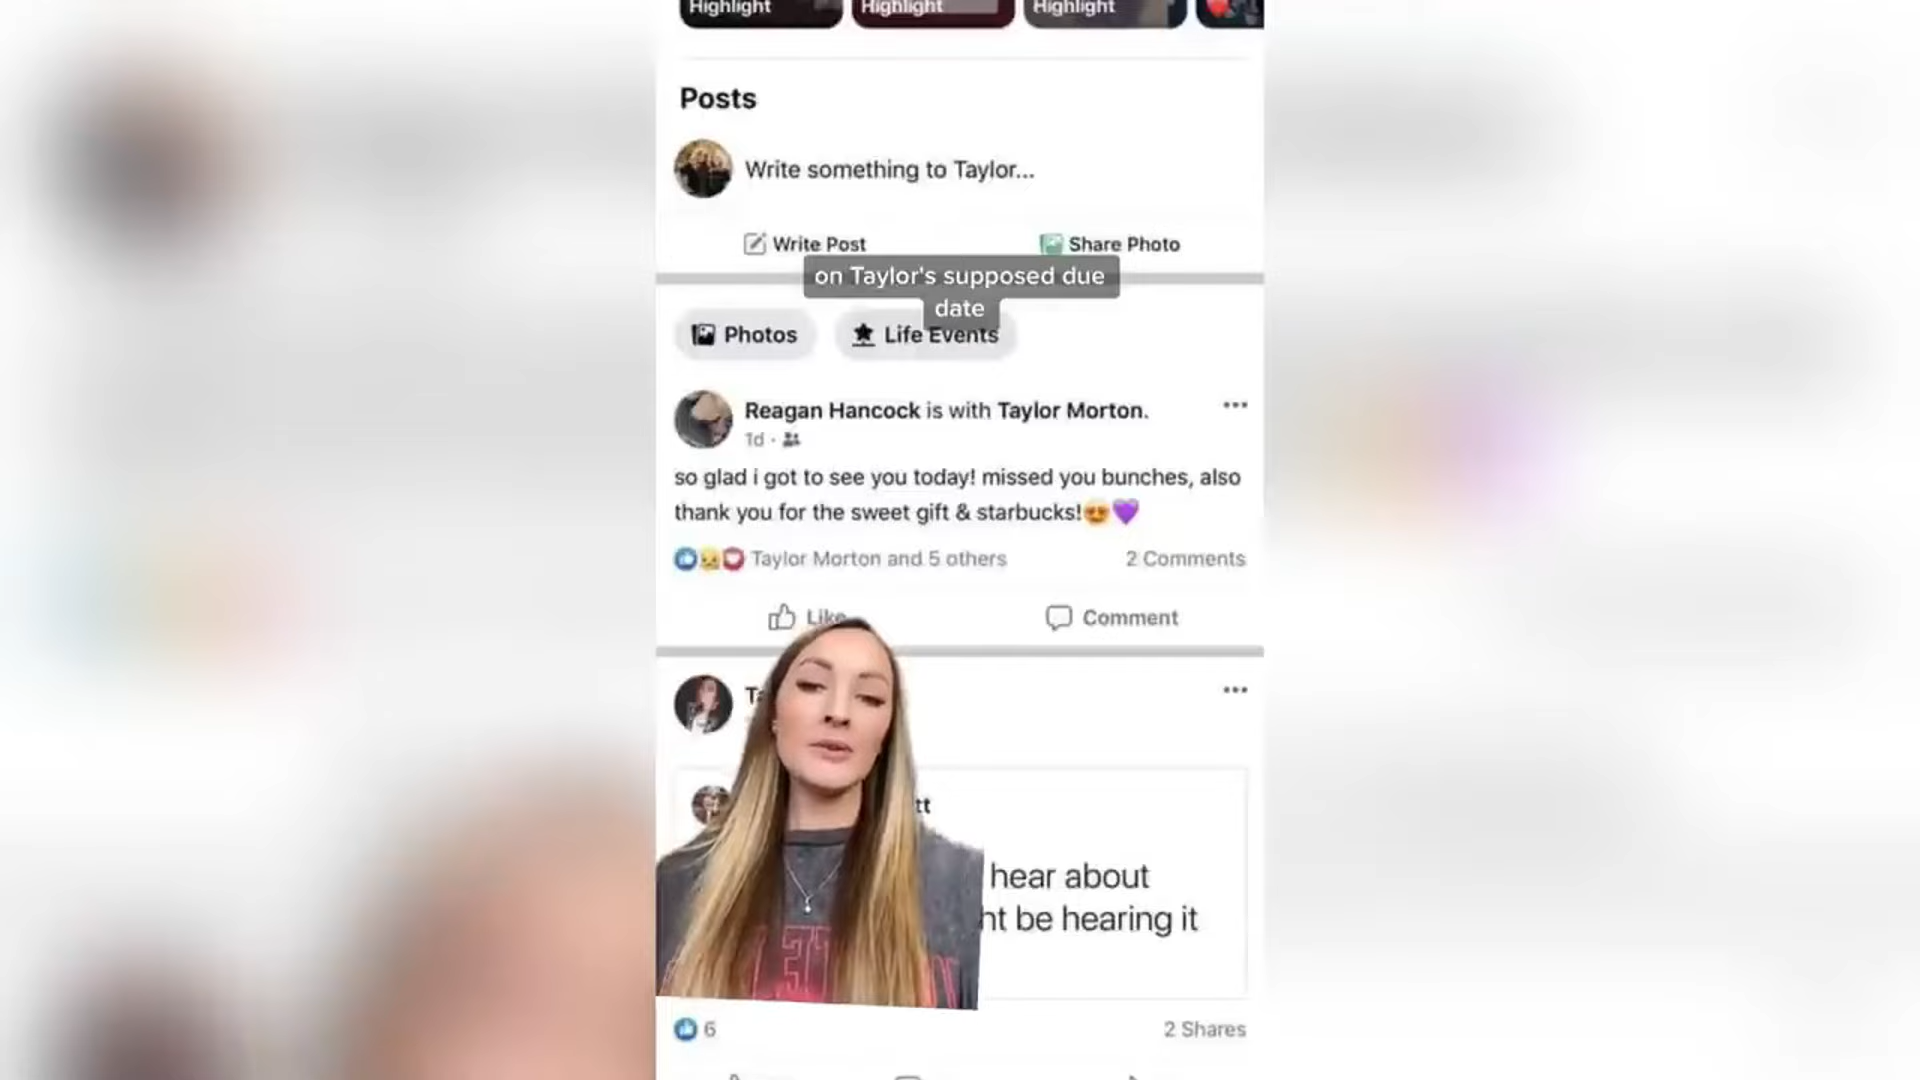 Highlight
Highlight
Highlight
Posts
Write something to Taylor...
Write Post
Share Photo
on Taylor's supposed due
date
Photos
Life Events
Reagan Hancock is with Taylor Morton.
1d ·
so glad i got to see you today! missed you bunches, also
thank you for the sweet gift & starbucks!😍💜
Taylor Morton and 5 others
2 Comments
Like
Comment
hear about
be hearing it
6
2 Shares